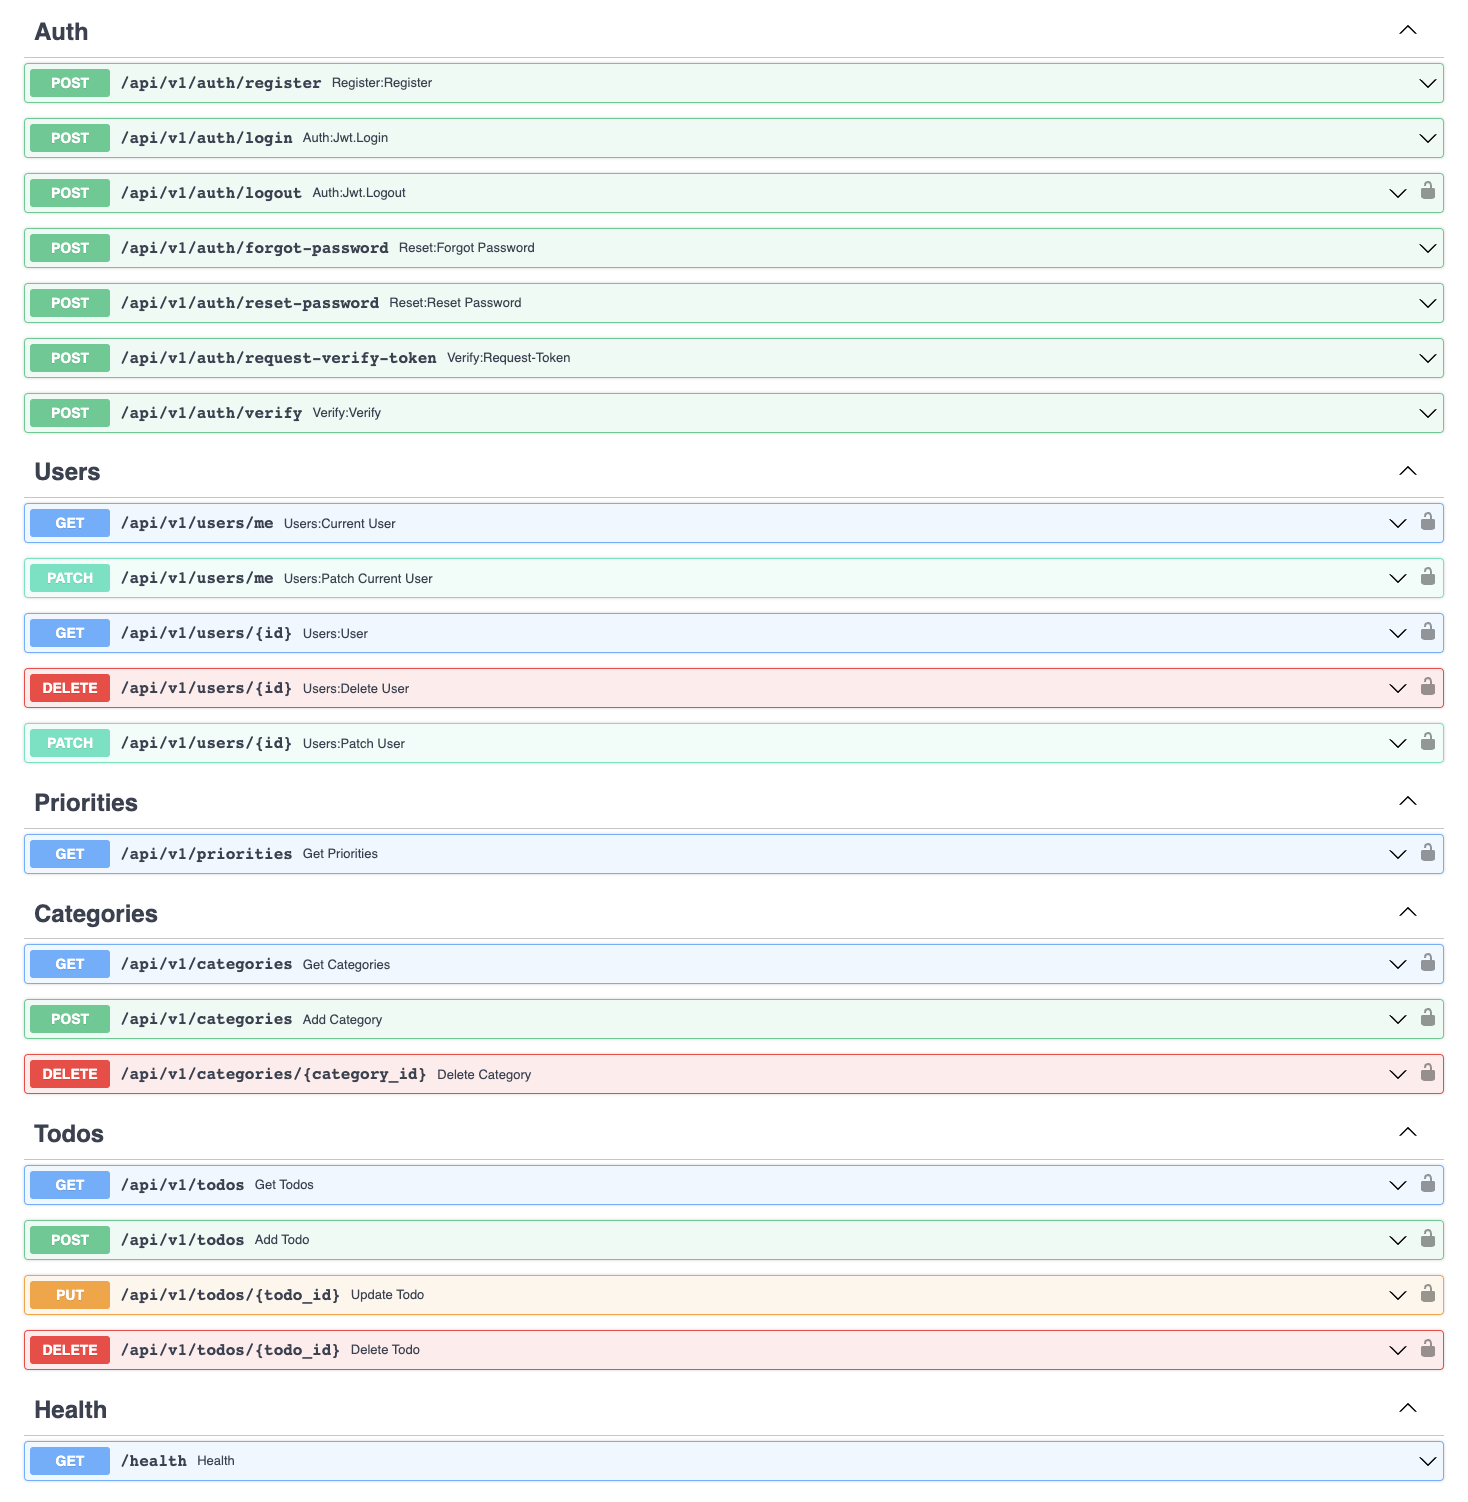 Auth
POST /api/v1/auth/register Register:Register
POST /api/v1/auth/login Auth:Jwt.Login
POST /api/v1/auth/logout Auth:Jwt.Logout
POST /api/v1/auth/forgot-password Reset:Forgot Password
POST /api/v1/auth/reset-password Reset:Reset Password
POST /api/v1/auth/request-verify-token Verify:Request-Token
POST /api/v1/auth/verify Verify:Verify
Users
GET /api/v1/users/me Users:Current User
PATCH /api/v1/users/me Users:Patch Current User
GET /api/v1/users/{id} Users:User
DELETE /api/v1/users/{id} Users:Delete User
PATCH /api/v1/users/{id} Users:Patch User
Priorities
GET /api/v1/priorities Get Priorities
Categories
GET /api/v1/categories Get Categories
POST /api/v1/categories Add Category
DELETE /api/v1/categories/{category_id} Delete Category
Todos
GET /api/v1/todos Get Todos
POST /api/v1/todos Add Todo
PUT /api/v1/todos/{todo_id} Update Todo
DELETE /api/v1/todos/{todo_id} Delete Todo
Health
GET /health Health